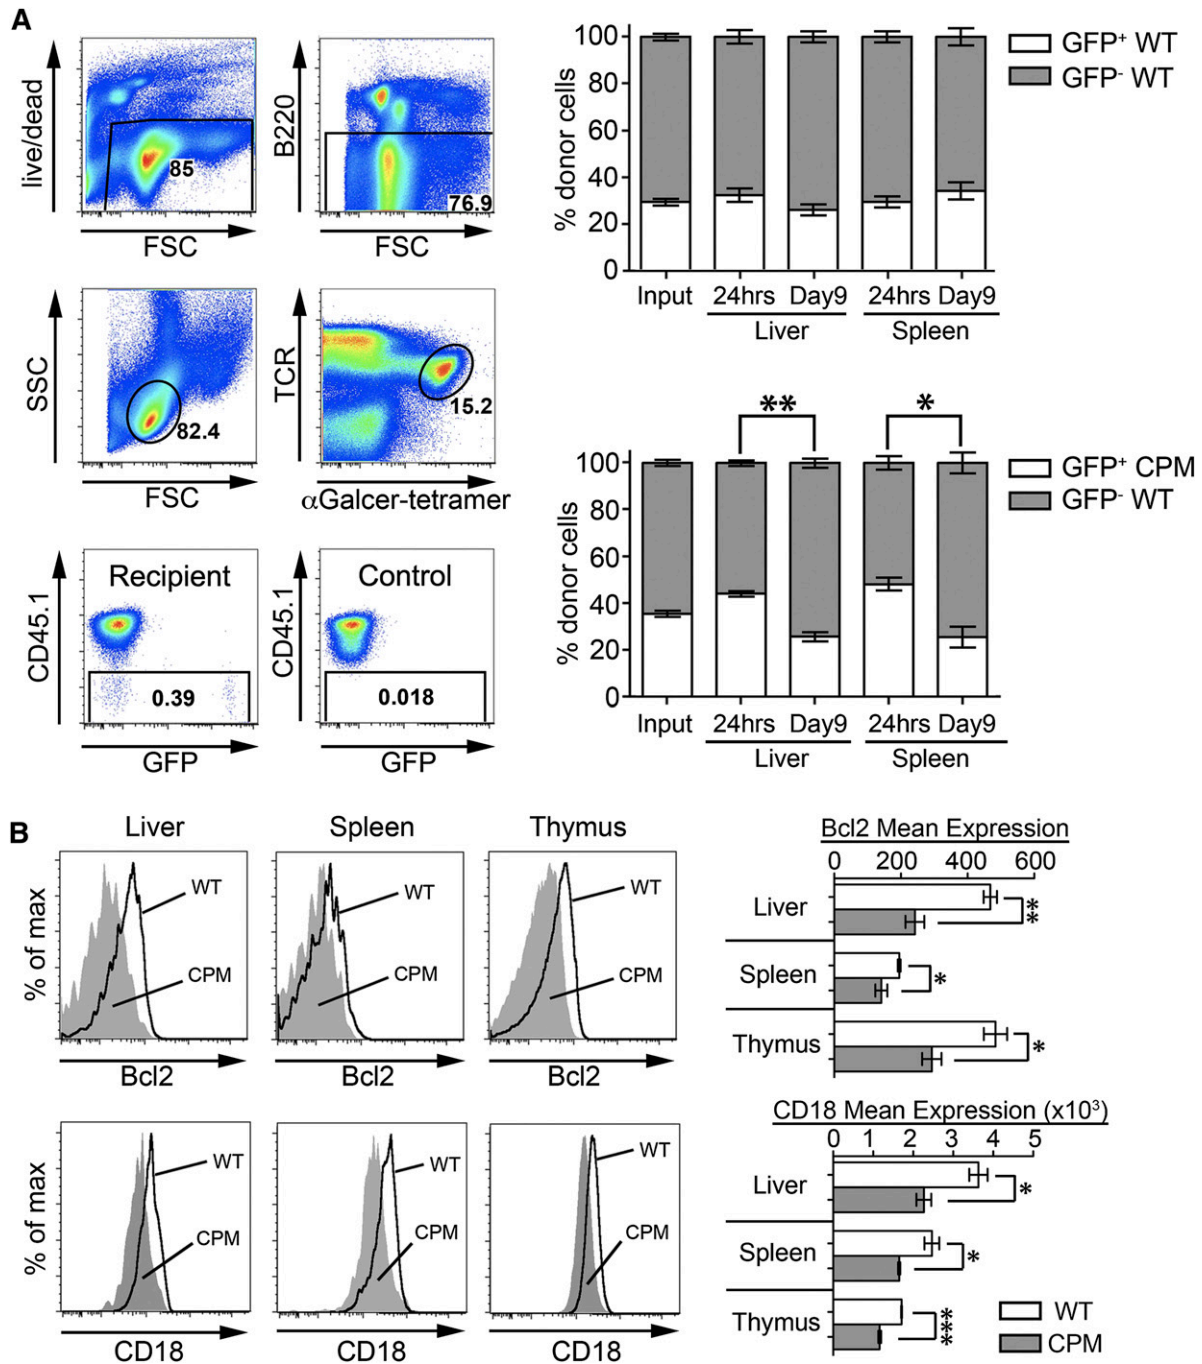 A
live/dead
85
FSC
B220
76.9
FSC
SSC
82.4
FSC
TCR
15.2
αGalcer-tetramer
CD45.1
Recipient
0.39
GFP
CD45.1
Control
0.018
GFP
% donor cells
100
80
60
40
20
0
Input 24hrs Day9 24hrs Day9
Liver Spleen
GFP+ WT
GFP- WT
% donor cells
100
80
60
40
20
0
** *
Input 24hrs Day9 24hrs Day9
Liver Spleen
GFP+ CPM
GFP- WT
B
Liver Spleen Thymus
% of max
WT
CPM
Bcl2
WT
CPM
Bcl2
WT
CPM
Bcl2
% of max
WT
CPM
CD18
WT
CPM
CD18
WT
CPM
CD18
Bcl2 Mean Expression
0 200 400 600
Liver **
Spleen *
Thymus *
CD18 Mean Expression (x10³)
0 1 2 3 4 5
Liver *
Spleen *
Thymus ***
WT
CPM